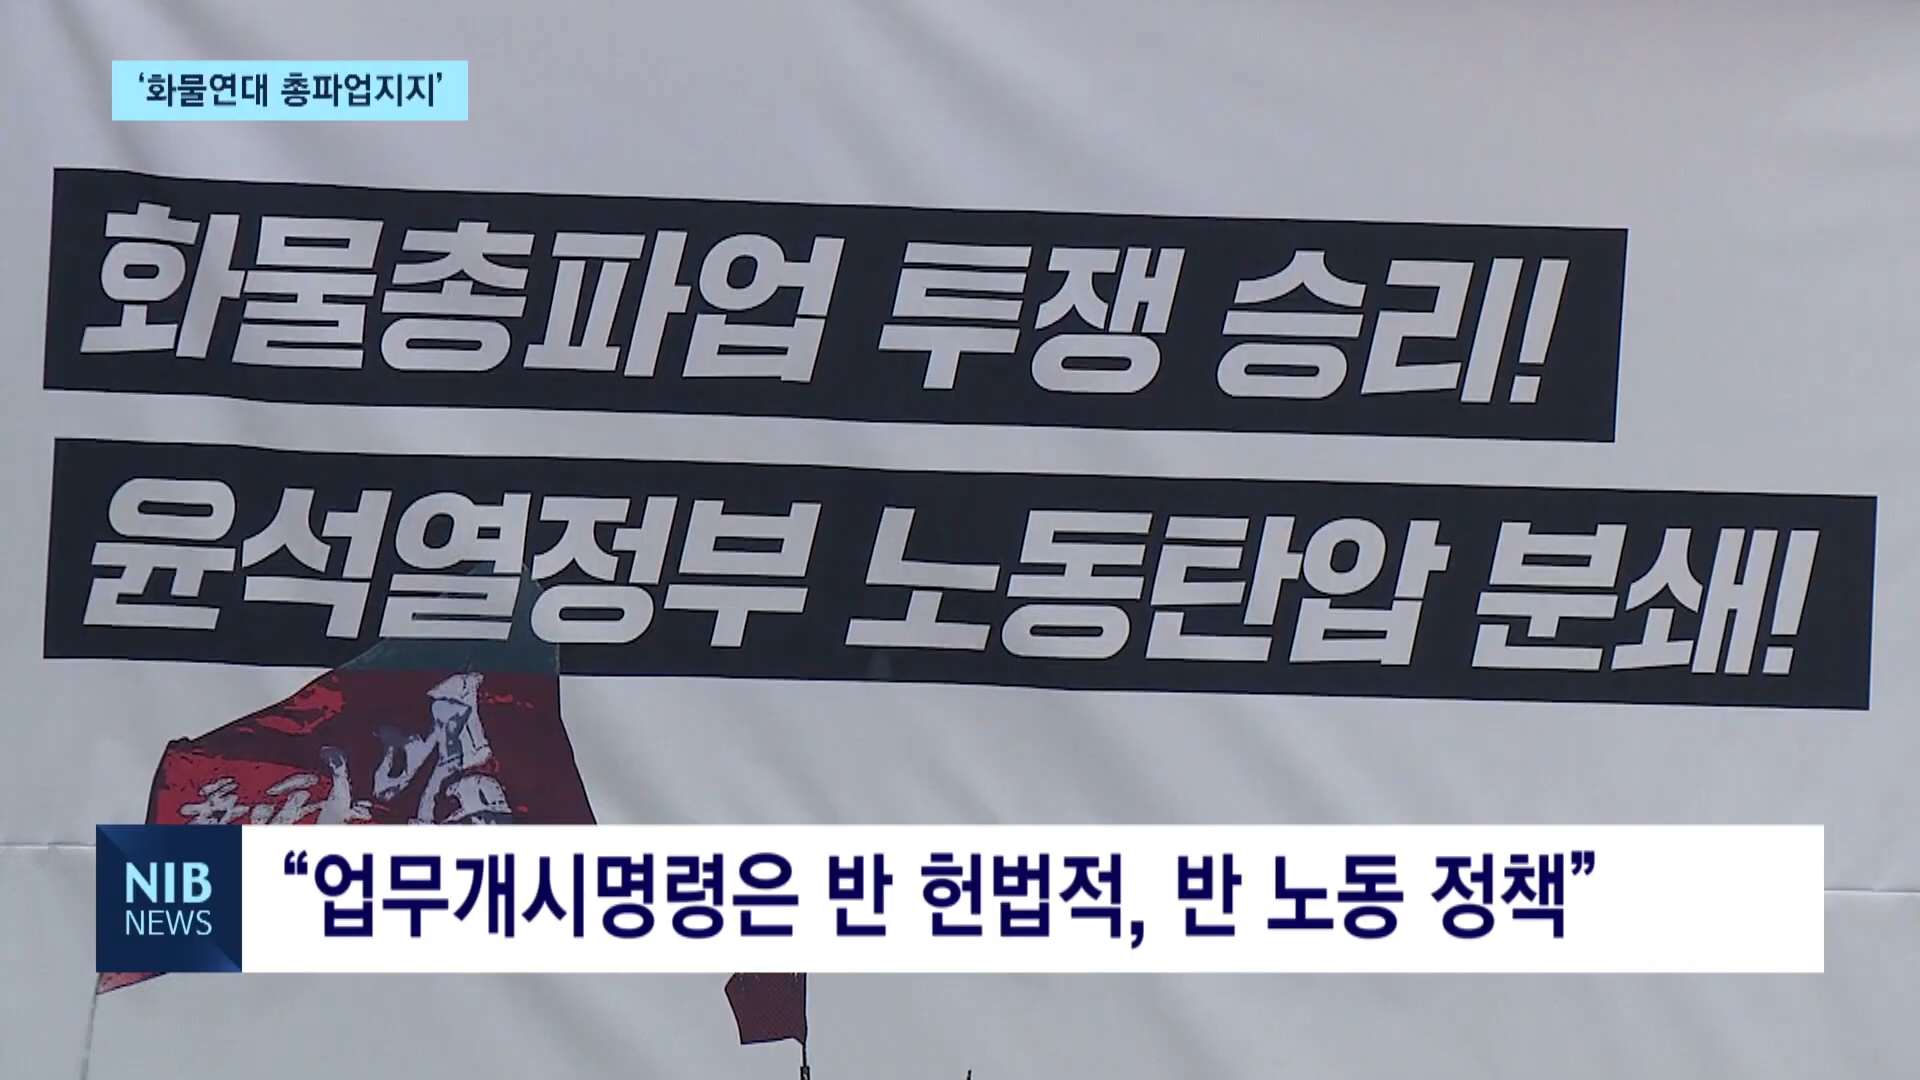 ‘화물연대 총파업지지’
화물총파업 투쟁 승리!
윤석열정부 노동탄압 분쇄!
NIB
NEWS
“업무개시명령은 반 헌법적, 반 노동 정책”